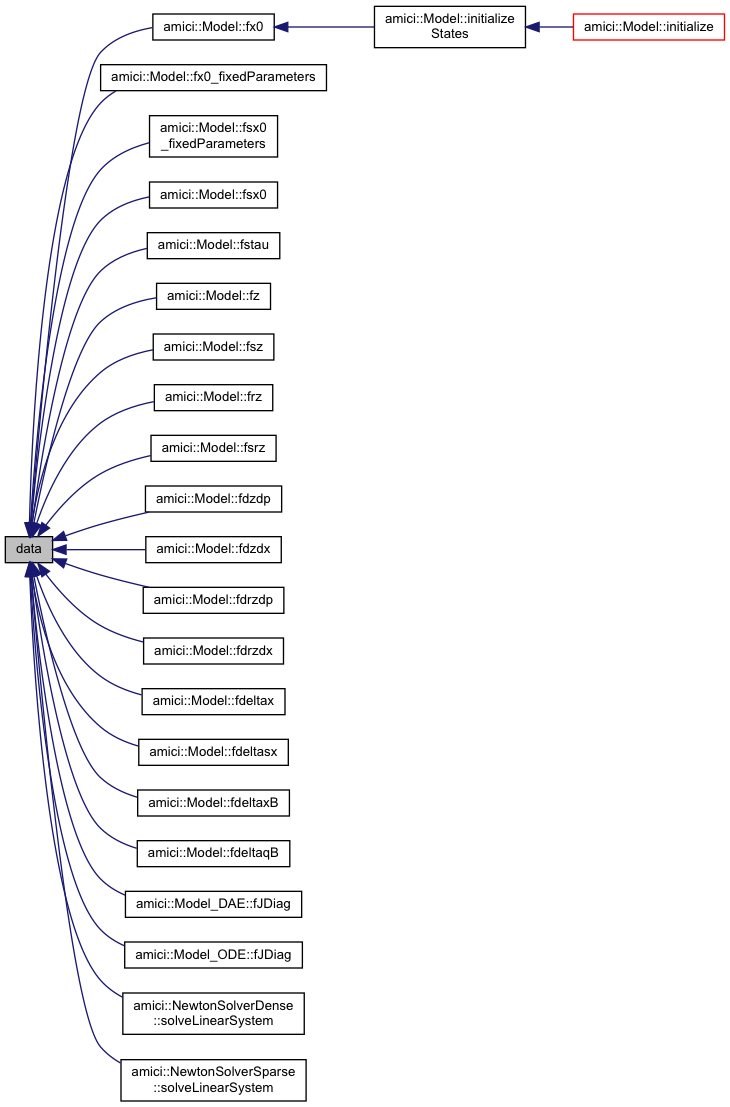 amici::Model::fx0
amici::Model::initialize
States
amici::Model::initialize
amici::Model::fx0_fixedParameters
amici::Model::fsx0
_fixedParameters
amici::Model::fsx0
amici::Model::fstau
amici::Model::fz
amici::Model::fsz
amici::Model::frz
amici::Model::fsrz
amici::Model::fdzdp
data
amici::Model::fdzdx
amici::Model::fdrzdp
amici::Model::fdrzdx
amici::Model::fdeltax
amici::Model::fdeltasx
amici::Model::fdeltaxB
amici::Model::fdeltaqB
amici::Model_DAE::fJDiag
amici::Model_ODE::fJDiag
amici::NewtonSolverDense
::solveLinearSystem
amici::NewtonSolverSparse
::solveLinearSystem